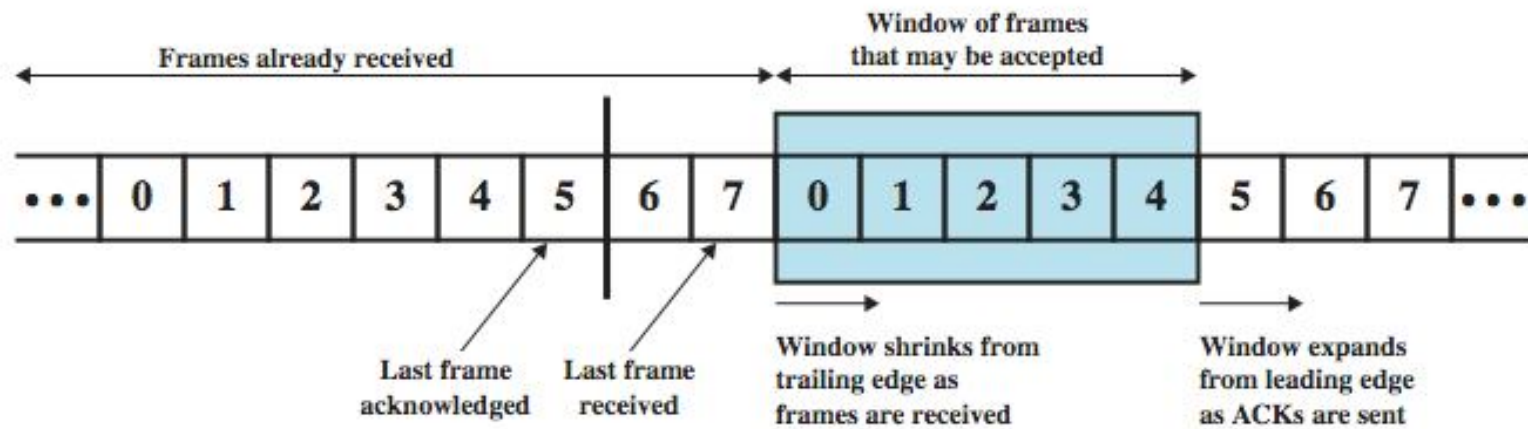 Window of frames
that may be accepted
Frames already received
••• 0 1 2 3 4 5 6 7 0 1 2 3 4 5 6 7 •••
Last frame
acknowledged
Last frame
received
Window shrinks from
trailing edge as
frames are received
Window expands
from leading edge
as ACKs are sent